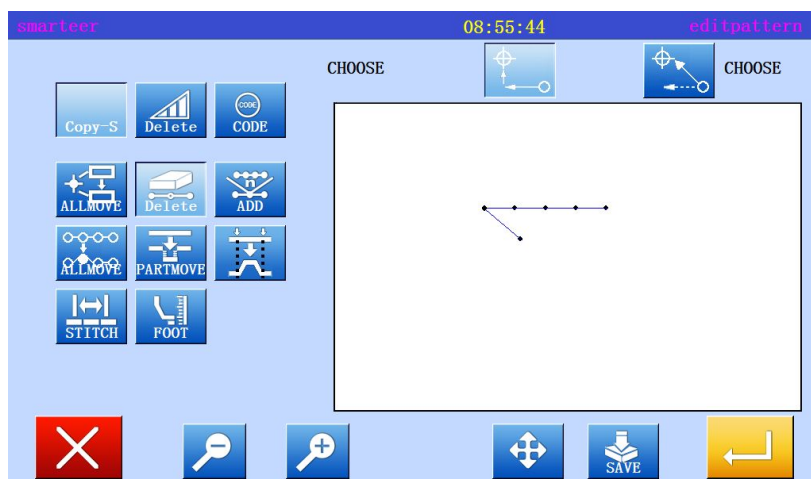 smarteer 08:55:44 editpattern
CHOOSE CHOOSE
Copy-S Delete CODE CODE
ALLMOVE Delete n ADD
ALLMOVE PARTMOVE
STITCH FOOT
SAVE